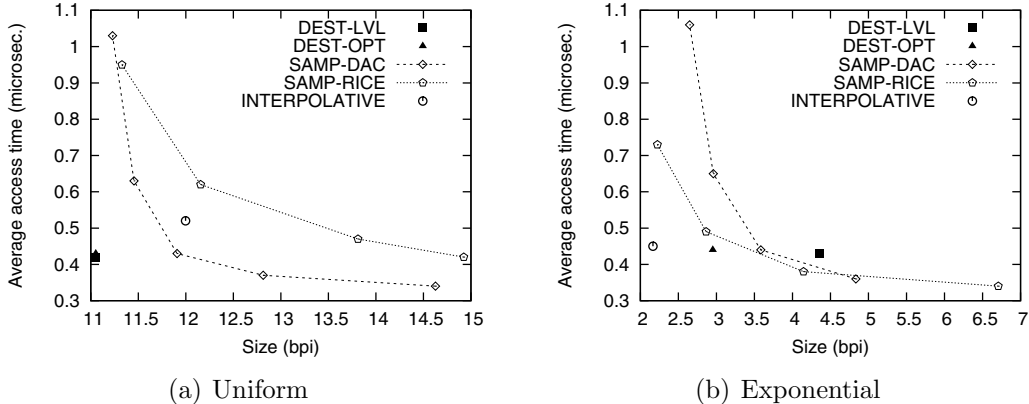 Average access time (microsec.)
1.1
1
0.9
0.8
0.7
0.6
0.5
0.4
0.3
DEST-LVL
DEST-OPT
SAMP-DAC
SAMP-RICE
INTERPOLATIVE
11 11.5 12 12.5 13 13.5 14 14.5 15
Size (bpi)
(a) Uniform
Average access time (microsec.)
1.1
1
0.9
0.8
0.7
0.6
0.5
0.4
0.3
DEST-LVL
DEST-OPT
SAMP-DAC
SAMP-RICE
INTERPOLATIVE
2 2.5 3 3.5 4 4.5 5 5.5 6 6.5 7
Size (bpi)
(b) Exponential